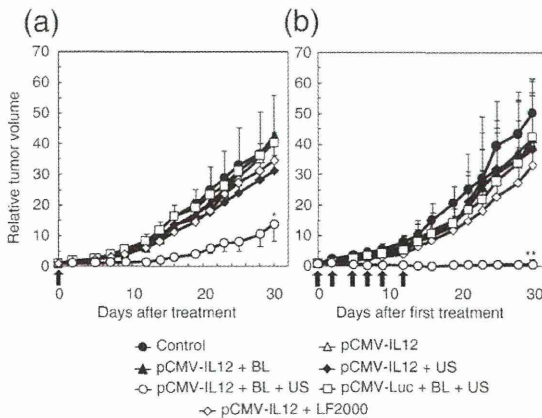 (a)
(b)
Relative tumor volume
70
60
50
40
30
20
10
0
70
60
50
40
30
20
10
0
*
**
0 10 20 30
0 10 20 30
Days after treatment
Days after first treatment
Control
pCMV-IL12
pCMV-IL12 + BL
pCMV-IL12 + US
pCMV-IL12 + BL + US
pCMV-Luc + BL + US
pCMV-IL12 + LF2000